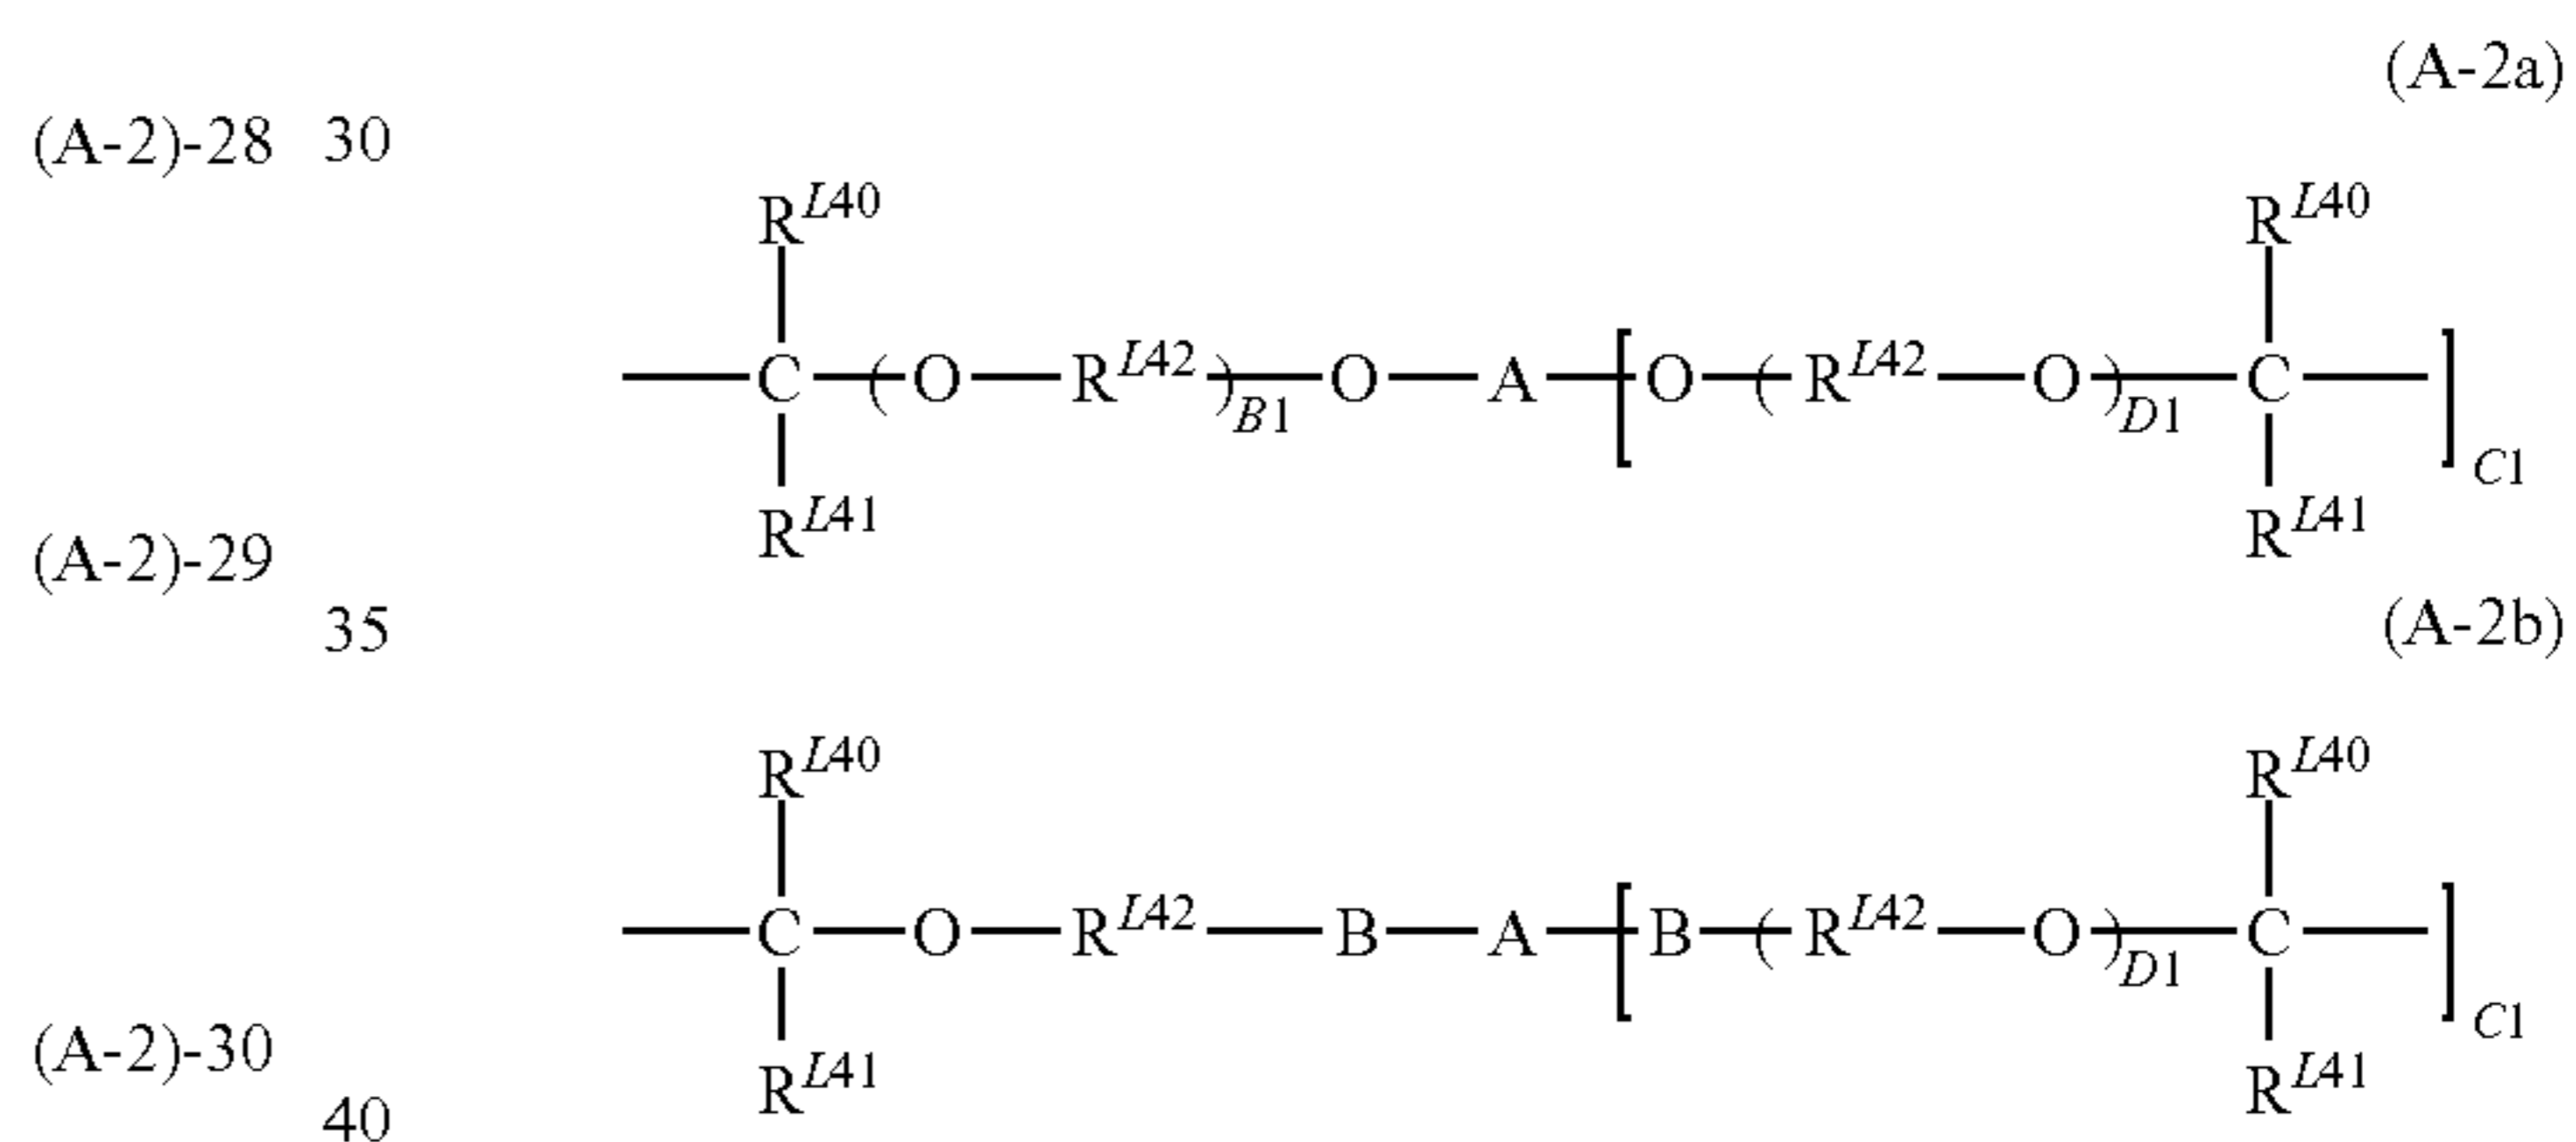 (A-2a)
(A-2)-28 30
R^L40 R^L40
C ( O R^L42 )B1 O A [ O ( R^L42 O )D1 C ]C1
R^L41 R^L41
(A-2)-29
35 (A-2b)
R^L40 R^L40
C O R^L42 B A [ B ( R^L42 O )D1 C ]C1
(A-2)-30
R^L41 R^L41
40